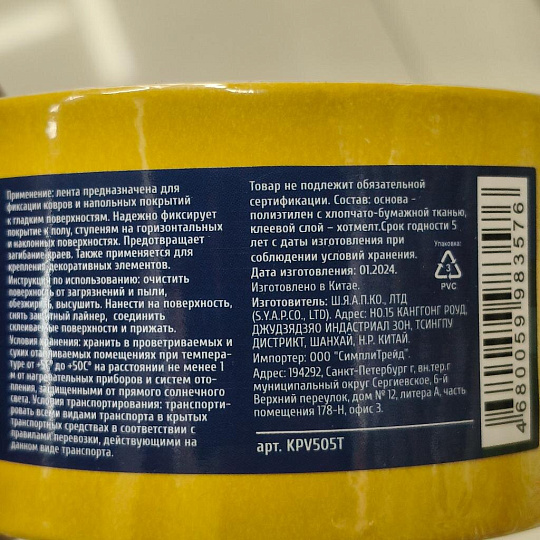 Применение: лента предназначена для
фиксации ковров и напольных покрытий
к гладким поверхностям. Надежно фиксирует
покрытие к полу, ступеням на горизонтальных
и наклонных поверхностях. Предотвращает
загибание краев. Также применяется для
крепления декоративных элементов.
Инструкция по использованию: очистить
поверхность от загрязнений и пыли,
обезжирить, высушить. Нанести на поверхность,
снять защитный лайнер, соединить
склеиваемые поверхности и прижать.
Условия хранения: хранить в проветриваемых и
сухих отапливаемых помещениях при темпера-
туре от +5°C до +50C° на расстоянии не менее 1
м от нагревательных приборов и систем ото-
пления, защищенным от прямого солнечного
света. Условия транспортирования: транспорти-
ровать всеми видами транспорта в крытых
транспортных средствах в соответствии с
правилами перевозки, действующими на
данном виде транспорта.
Товар не подлежит обязательной
сертификации. Состав: основа -
полиэтилен с хлопчато-бумажной тканью,
клеевой слой – хотмелт.Срок годности 5
лет с даты изготовления при
соблюдении условий хранения.
Дата изготовления: 01.2024.
Изготовлено в Китае.
Изготовитель: Ш.Я.А.П.КО., ЛТД
(S.Y.A.P.CO., LTD). Адрес: НО.15 КАНГГОНГ РОУД,
ДЖУДЗЯДЗЯО ИНДАСТРИАЛ ЗОН, ТСИНГПУ
ДИСТРИКТ, ШАНХАЙ, Н.Р. КИТАЙ.
Импортер: ООО "СимплиТрейд".
Адрес: 194292, Санкт-Петербург г, вн.тер.г
муниципальный округ Сергиевское, 6-й
Верхний переулок, дом № 12, литера А, часть
помещения 178-Н, офис 3.
арт. KPV505T
Упаковка:
3
PVC
4680059983576